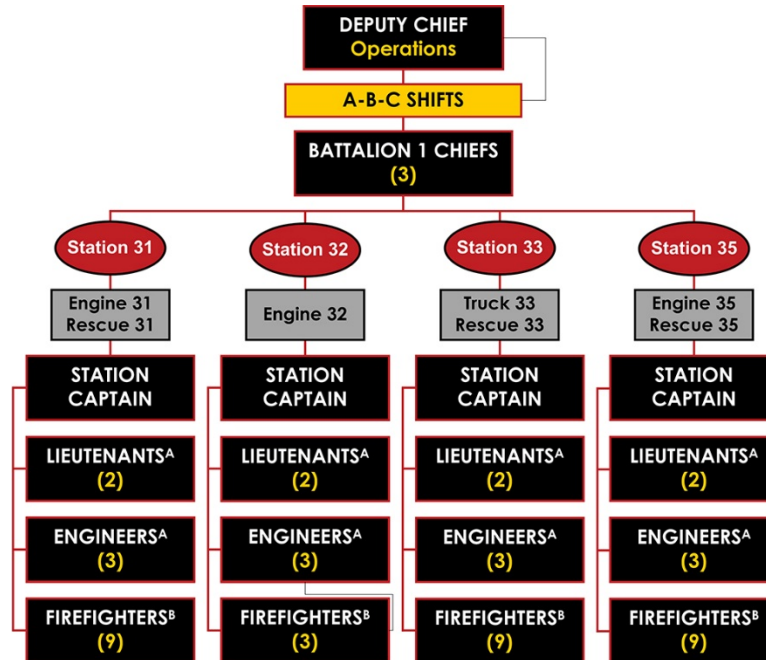 DEPUTY CHIEF
Operations
A-B-C SHIFTS
BATTALION 1 CHIEFS
(3)
Station 31
Station 32
Station 33
Station 35
Engine 31
Rescue 31
Engine 32
Truck 33
Rescue 33
Engine 35
Rescue 35
STATION
CAPTAIN
STATION
CAPTAIN
STATION
CAPTAIN
STATION
CAPTAIN
LIEUTENANTSᴬ
(2)
LIEUTENANTSᴬ
(2)
LIEUTENANTSᴬ
(2)
LIEUTENANTSᴬ
(2)
ENGINEERSᴬ
(3)
ENGINEERSᴬ
(3)
ENGINEERSᴬ
(3)
ENGINEERSᴬ
(3)
FIREFIGHTERSᴮ
(9)
FIREFIGHTERSᴮ
(3)
FIREFIGHTERSᴮ
(9)
FIREFIGHTERSᴮ
(9)